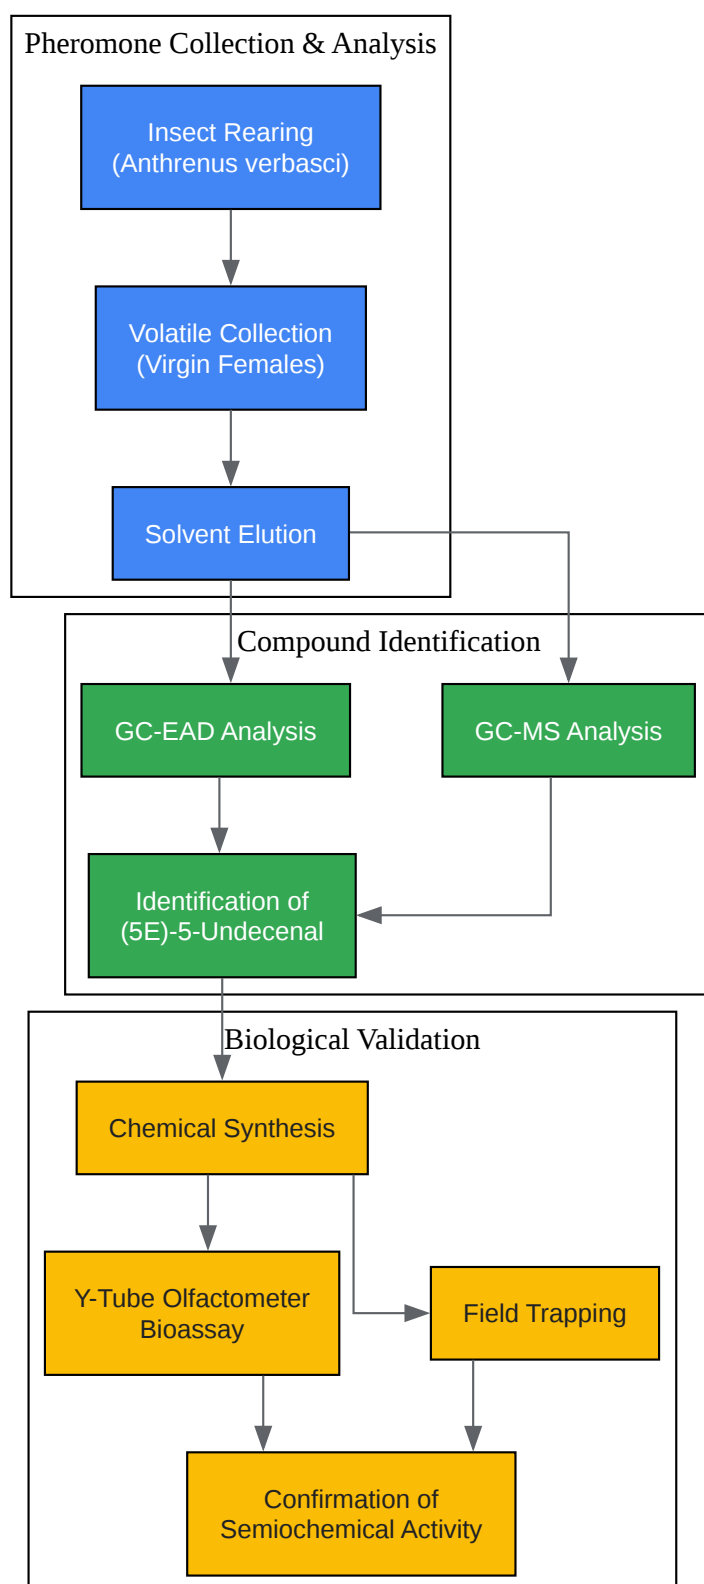 Pheromone Collection & Analysis
Insect Rearing
(Anthrenus verbasci)
Volatile Collection
(Virgin Females)
Solvent Elution
Compound Identification
GC-EAD Analysis
GC-MS Analysis
Identification of
(5E)-5-Undecenal
Biological Validation
Chemical Synthesis
Y-Tube Olfactometer
Bioassay
Field Trapping
Confirmation of
Semiochemical Activity